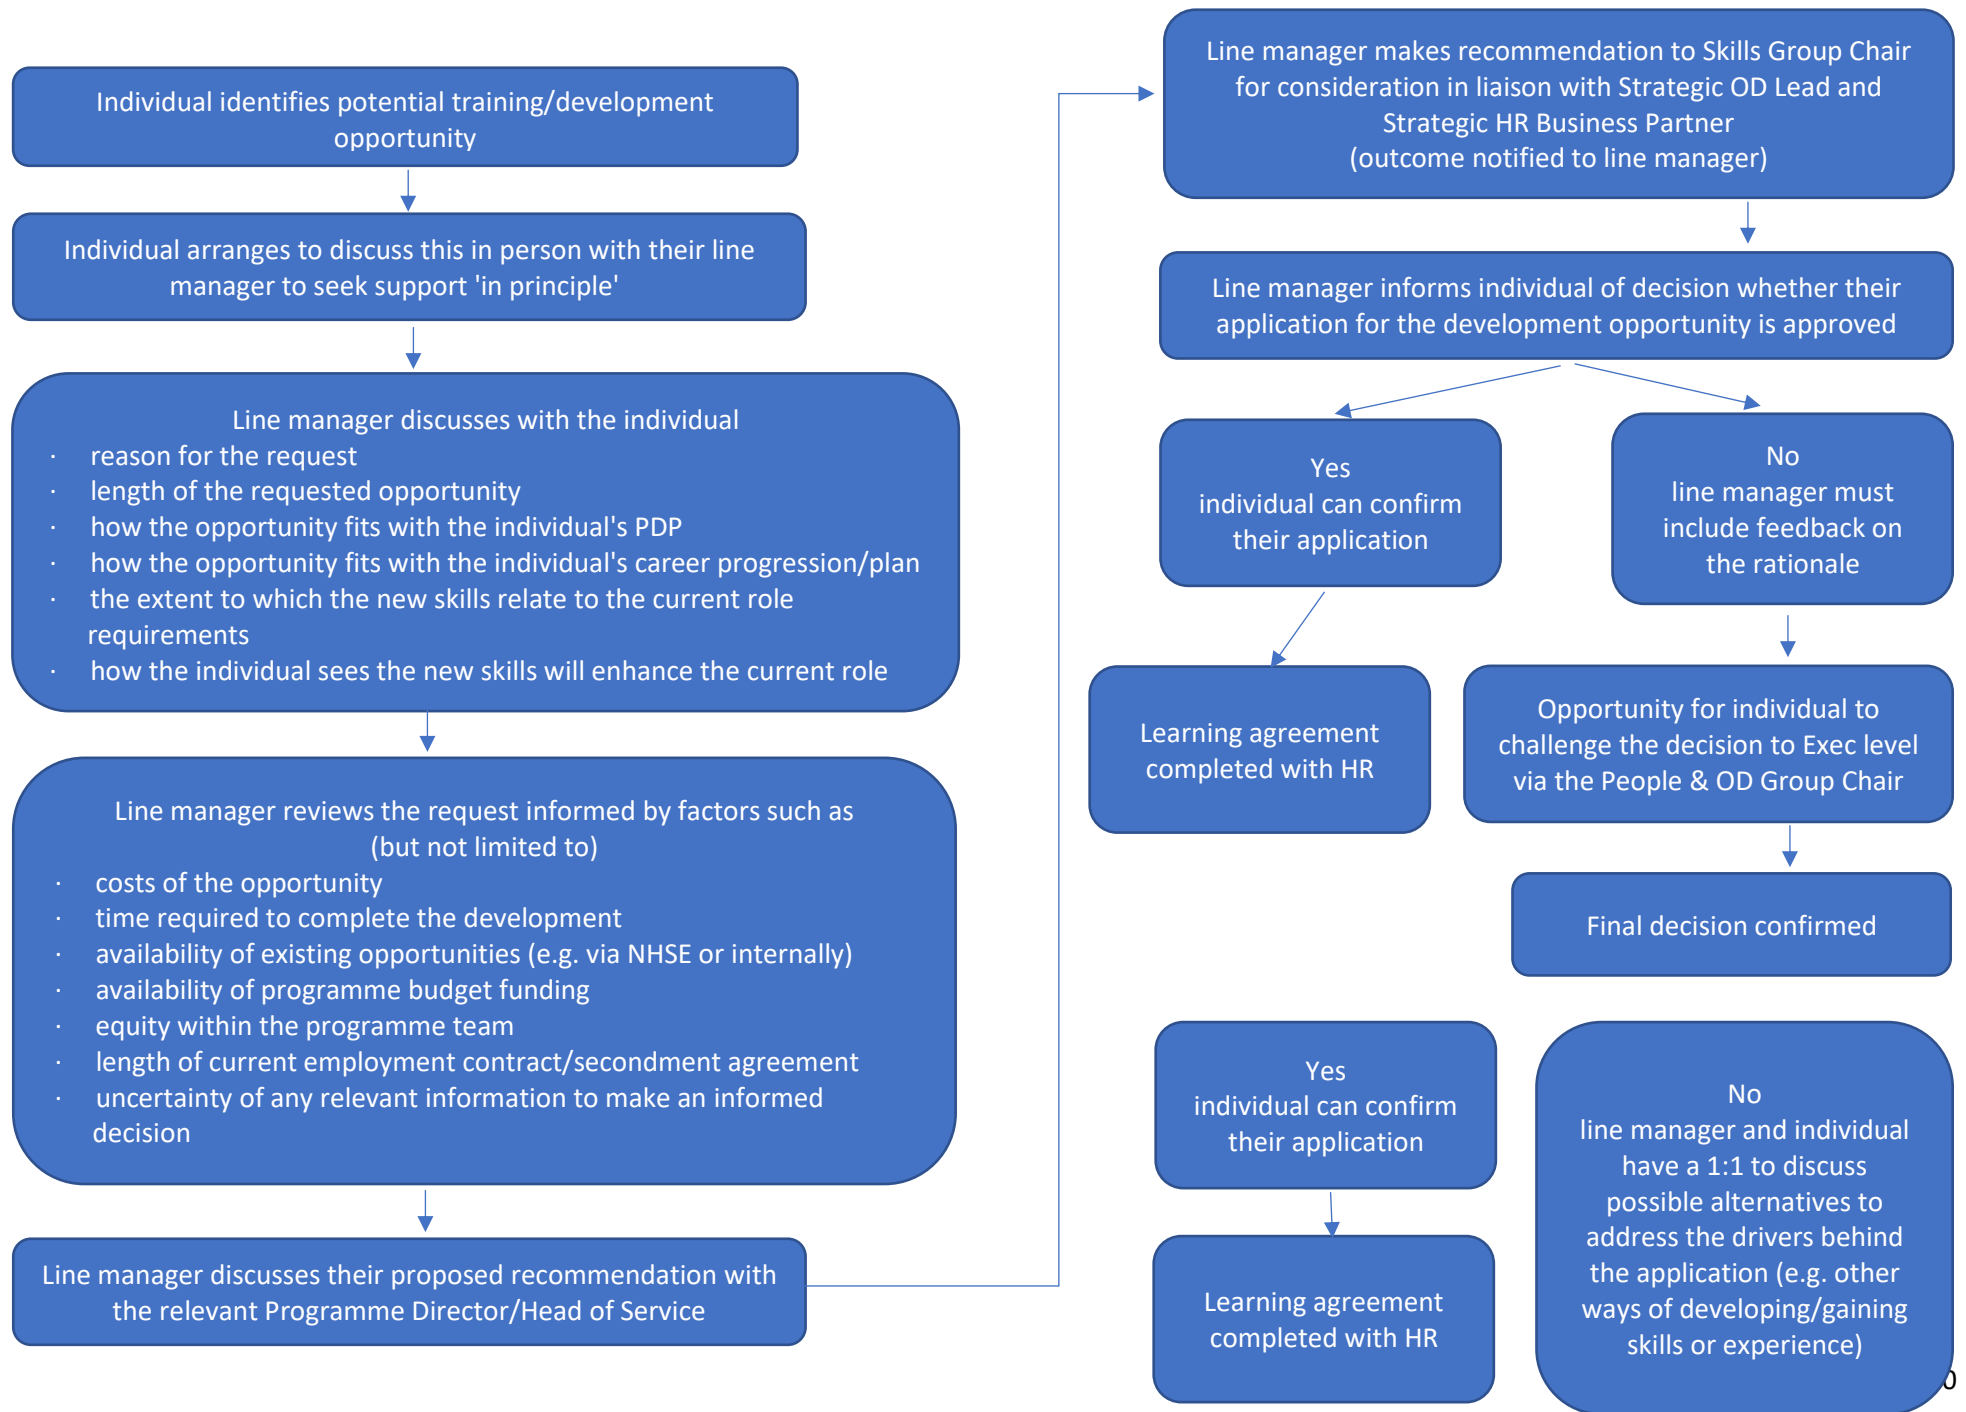 Individual identifies potential training/development
opportunity
Individual arranges to discuss this in person with their line
manager to seek support 'in principle'
Line manager discusses with the individual
· reason for the request
· length of the requested opportunity
· how the opportunity fits with the individual's PDP
· how the opportunity fits with the individual's career progression/plan
· the extent to which the new skills relate to the current role
requirements
· how the individual sees the new skills will enhance the current role
Line manager reviews the request informed by factors such as
(but not limited to)
· costs of the opportunity
· time required to complete the development
· availability of existing opportunities (e.g. via NHSE or internally)
· availability of programme budget funding
· equity within the programme team
· length of current employment contract/secondment agreement
· uncertainty of any relevant information to make an informed
decision
Line manager discusses their proposed recommendation with
the relevant Programme Director/Head of Service
Line manager makes recommendation to Skills Group Chair
for consideration in liaison with Strategic OD Lead and
Strategic HR Business Partner
(outcome notified to line manager)
Line manager informs individual of decision whether their
application for the development opportunity is approved
Yes
individual can confirm
their application
No
line manager must
include feedback on
the rationale
Learning agreement
completed with HR
Opportunity for individual to
challenge the decision to Exec level
via the People & OD Group Chair
Final decision confirmed
Yes
individual can confirm
their application
No
line manager and individual
have a 1:1 to discuss
possible alternatives to
address the drivers behind
the application (e.g. other
ways of developing/gaining
skills or experience)
Learning agreement
completed with HR